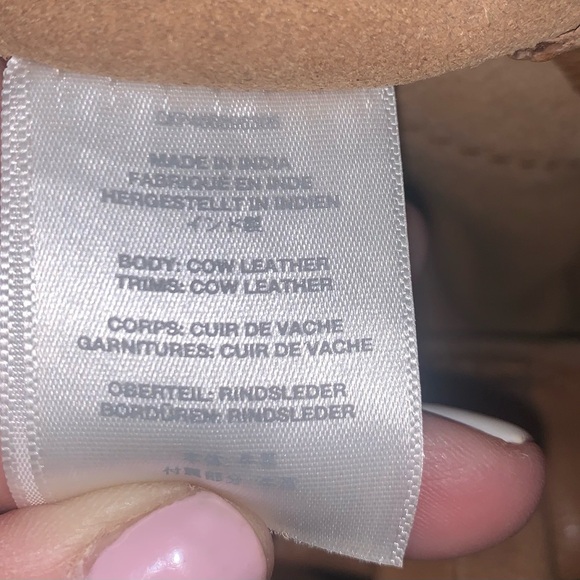 MADE IN INDIA
FABRIQUÉ EN INDE
HERGESTELLT IN INDIEN
インド製
BODY: COW LEATHER
TRIMS: COW LEATHER
CORPS: CUIR DE VACHE
GARNITURES: CUIR DE VACHE
OBERTEIL: RINDSLEDER
BORDÜREN: RINDSLEDER